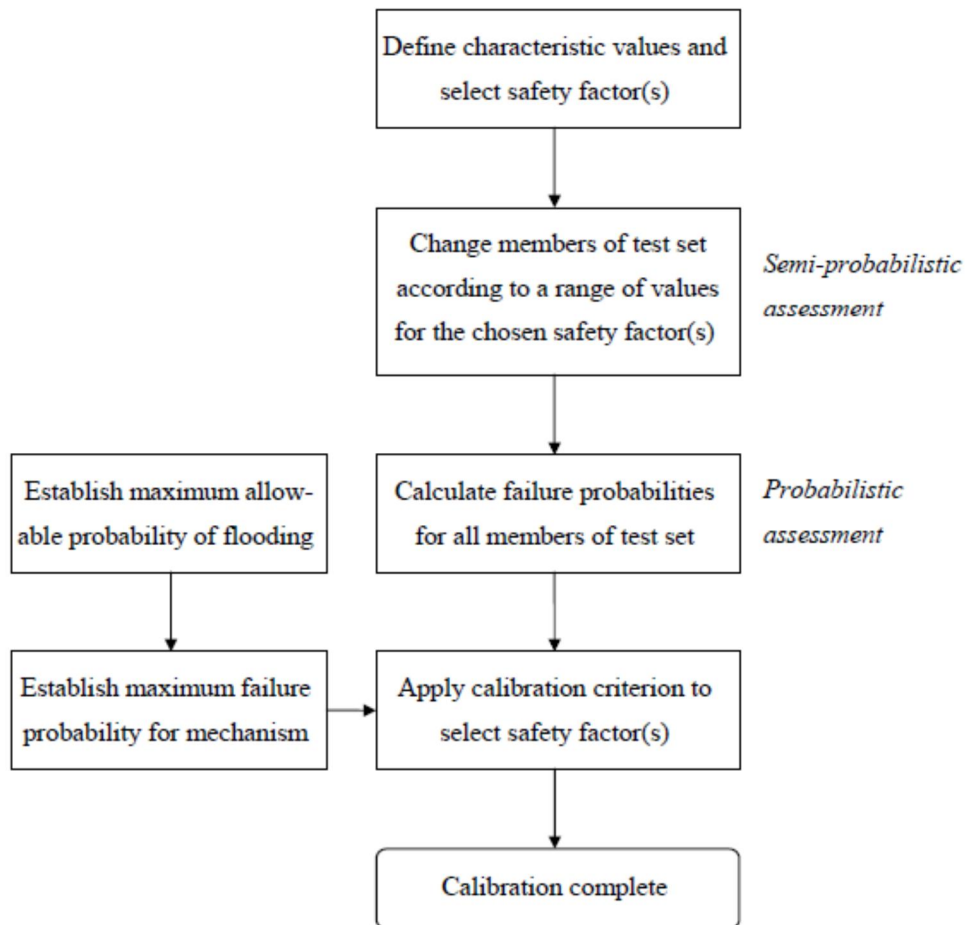 Define characteristic values and
select safety factor(s)
Change members of test set
according to a range of values
for the chosen safety factor(s)
Semi-probabilistic
assessment
Establish maximum allow-
able probability of flooding
Calculate failure probabilities
for all members of test set
Probabilistic
assessment
Establish maximum failure
probability for mechanism
Apply calibration criterion to
select safety factor(s)
Calibration complete